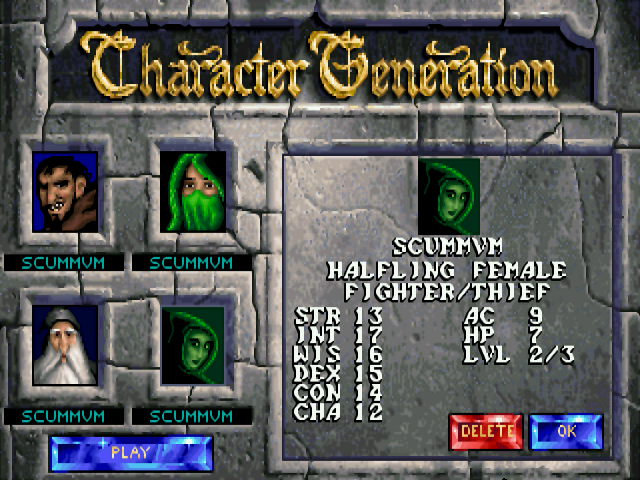 Character Generation
SCUMMVM SCUMMVM
SCUMMVM SCUMMVM
PLAY
SCUMMVM
HALFLING FEMALE
FIGHTER/THIEF
STR 13 AC 9
INT 17 HP 7
WIS 16 LVL 2/3
DEX 15
CON 14
CHA 12
DELETE OK